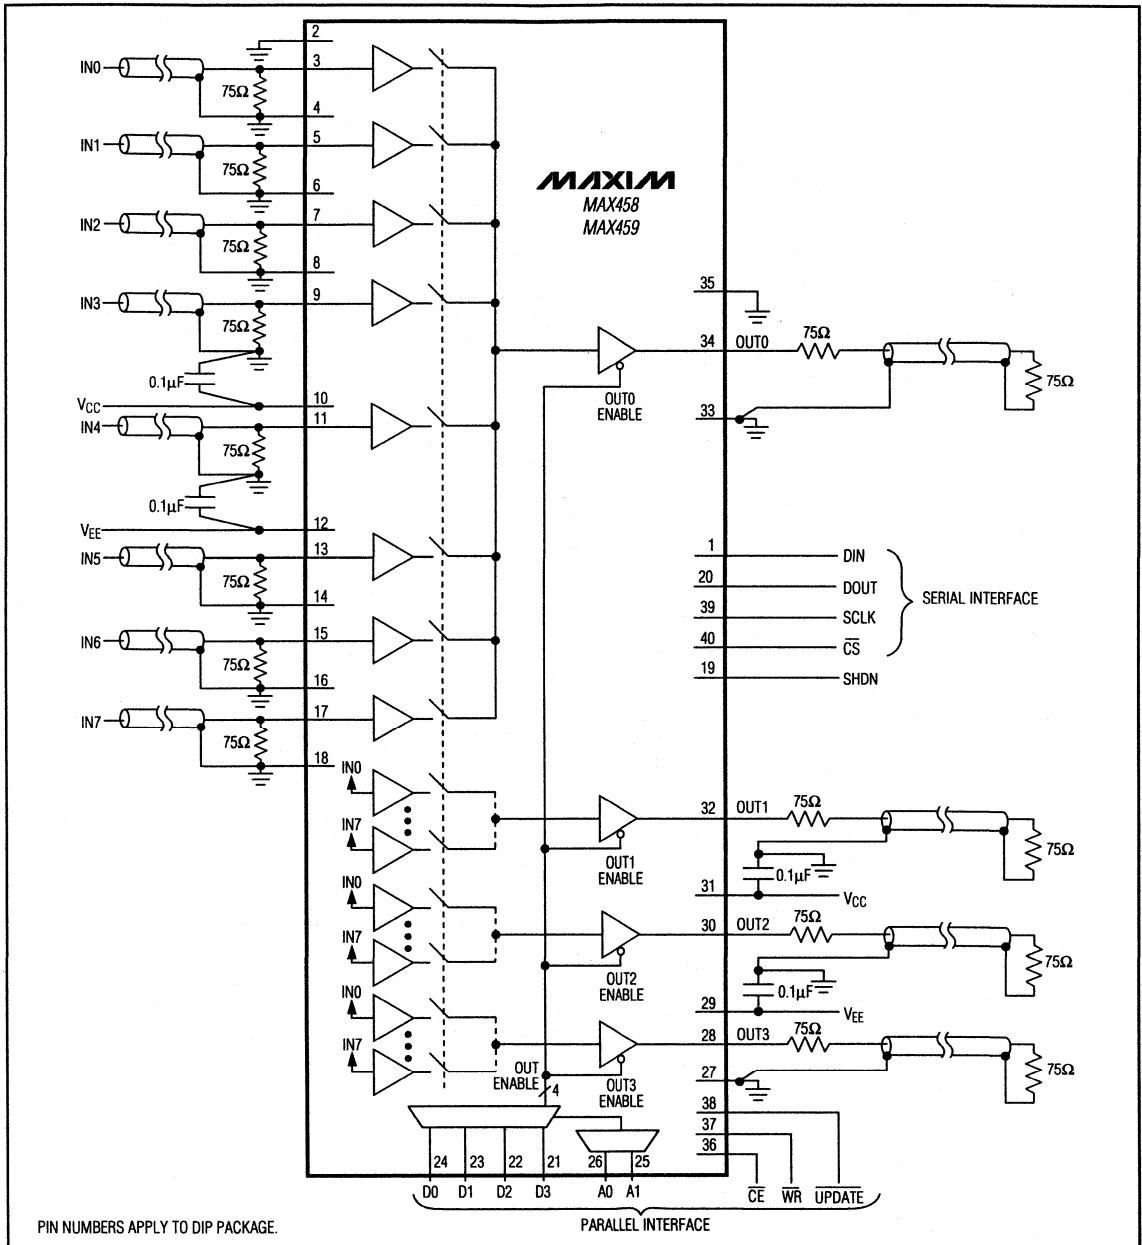 2
IN0
3
75Ω
4
IN1
5
75Ω
6
MAXIM
MAX458
MAX459
IN2
7
75Ω
8
IN3
9
75Ω
35
34 OUT0 75Ω
75Ω
0.1µF
OUT0
ENABLE
VCC
10
33
IN4
11
75Ω
0.1µF
VEE
12
IN5
13
75Ω
14
1 DIN
20 DOUT
SERIAL INTERFACE
39 SCLK
40 C̅S̅
19 SHDN
IN6
15
75Ω
16
IN7
17
75Ω
18
IN0
IN7
32 OUT1 75Ω
75Ω
OUT1
ENABLE
0.1µF
31 VCC
IN0
IN7
30 OUT2 75Ω
75Ω
OUT2
ENABLE
0.1µF
29 VEE
IN0
IN7
28 OUT3 75Ω
75Ω
OUT
ENABLE
4
OUT3
ENABLE
27
38
37
36
24 23 22 21 26 25
D0 D1 D2 D3 A0 A1 C̅E̅ W̅R̅ U̅P̅D̅A̅T̅E̅
PARALLEL INTERFACE
PIN NUMBERS APPLY TO DIP PACKAGE.